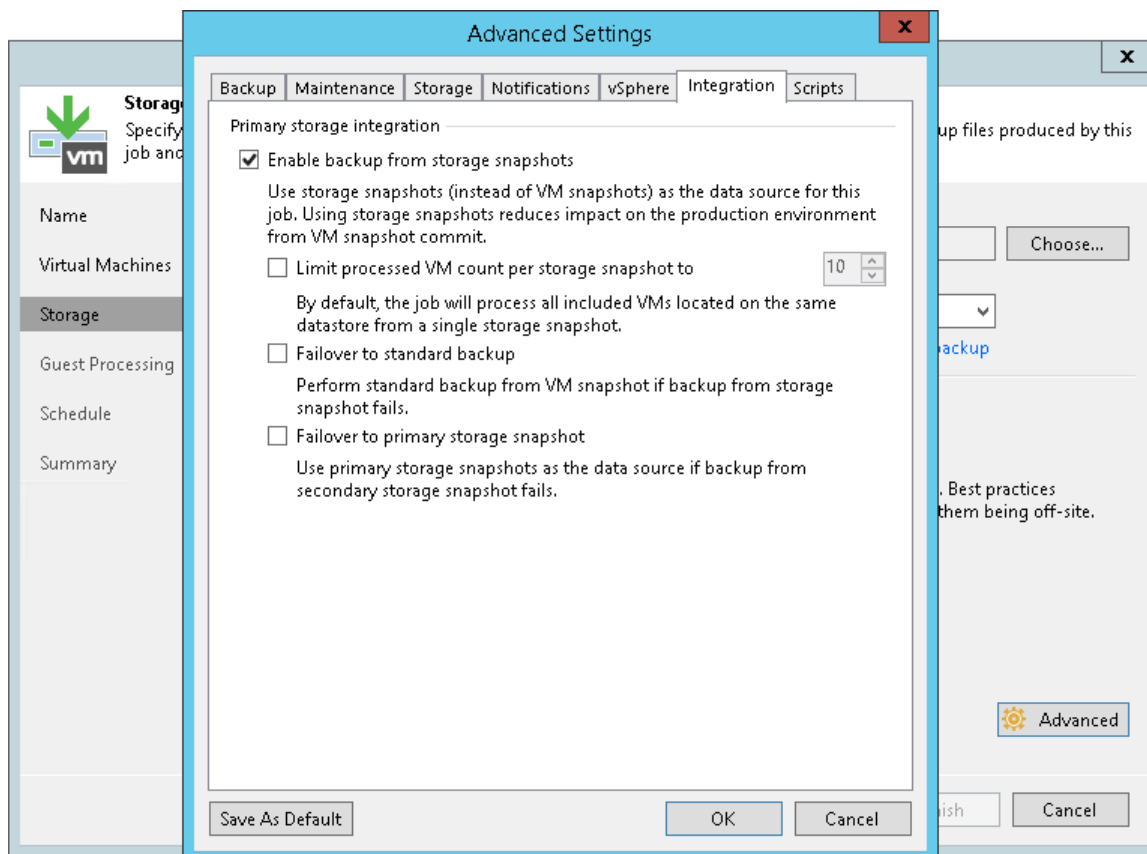 Advanced Settings
x
x
Backup Maintenance Storage Notifications vSphere Integration Scripts
Storag
Specify
job and
up files produced by this
vm
Name
Virtual Machines
Storage
Guest Processing
Schedule
Summary
Primary storage integration
Enable backup from storage snapshots
Use storage snapshots (instead of VM snapshots) as the data source for this
job. Using storage snapshots reduces impact on the production environment
from VM snapshot commit.
Limit processed VM count per storage snapshot to 10
By default, the job will process all included VMs located on the same
datastore from a single storage snapshot.
Failover to standard backup
Perform standard backup from VM snapshot if backup from storage
snapshot fails.
Failover to primary storage snapshot
Use primary storage snapshots as the data source if backup from
secondary storage snapshot fails.
Choose...
backup
. Best practices
them being off-site.
Advanced
Save As Default OK Cancel
ish Cancel